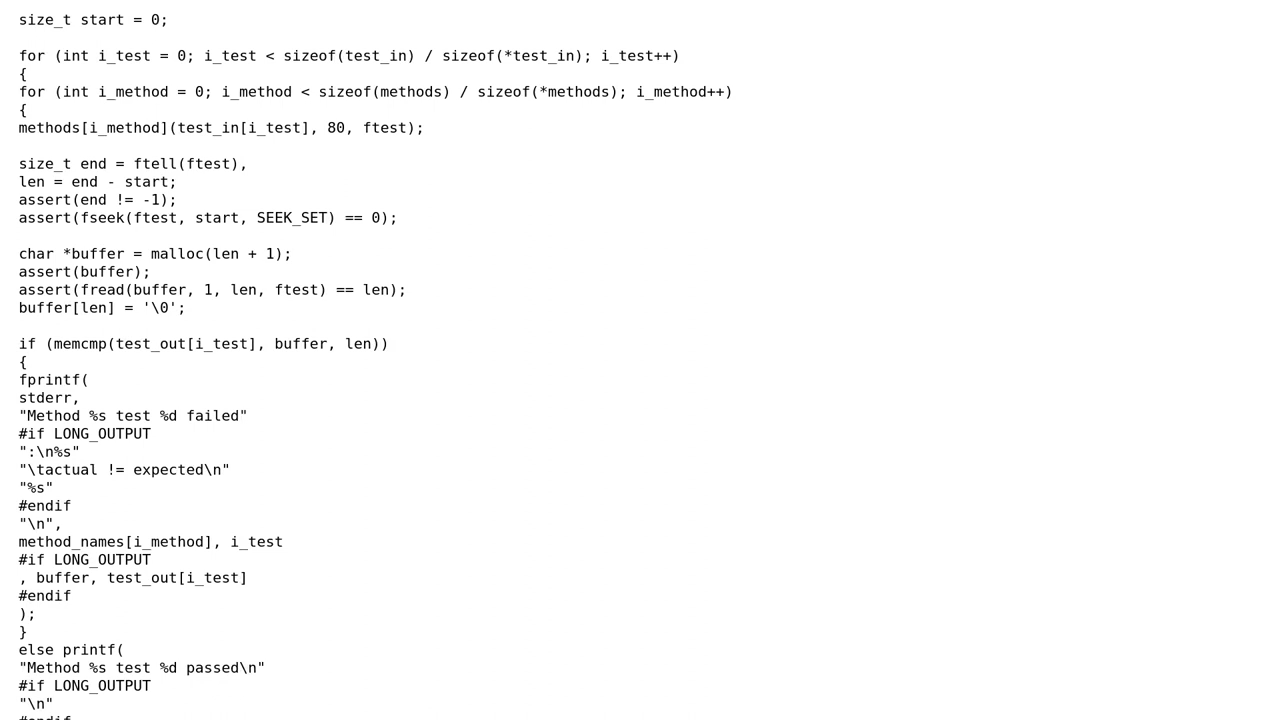 size_t start = 0;
for (int i_test = 0; i_test < sizeof(test_in) / sizeof(*test_in); i_test++)
{
for (int i_method = 0; i_method < sizeof(methods) / sizeof(*methods); i_method++)
{
methods[i_method](test_in[i_test], 80, ftest);
size_t end = ftell(ftest),
len = end - start;
assert(end != -1);
assert(fseek(ftest, start, SEEK_SET) == 0);
char *buffer = malloc(len + 1);
assert(buffer);
assert(fread(buffer, 1, len, ftest) == len);
buffer[len] = '\0';
if (memcmp(test_out[i_test], buffer, len))
{
fprintf(
stderr,
"Method %s test %d failed"
#if LONG_OUTPUT
":\n%s"
"\tactual != expected\n"
"%s"
#endif
"\n",
method_names[i_method], i_test
#if LONG_OUTPUT
, buffer, test_out[i_test]
#endif
);
}
else printf(
"Method %s test %d passed\n"
#if LONG_OUTPUT
"\n"
#endif